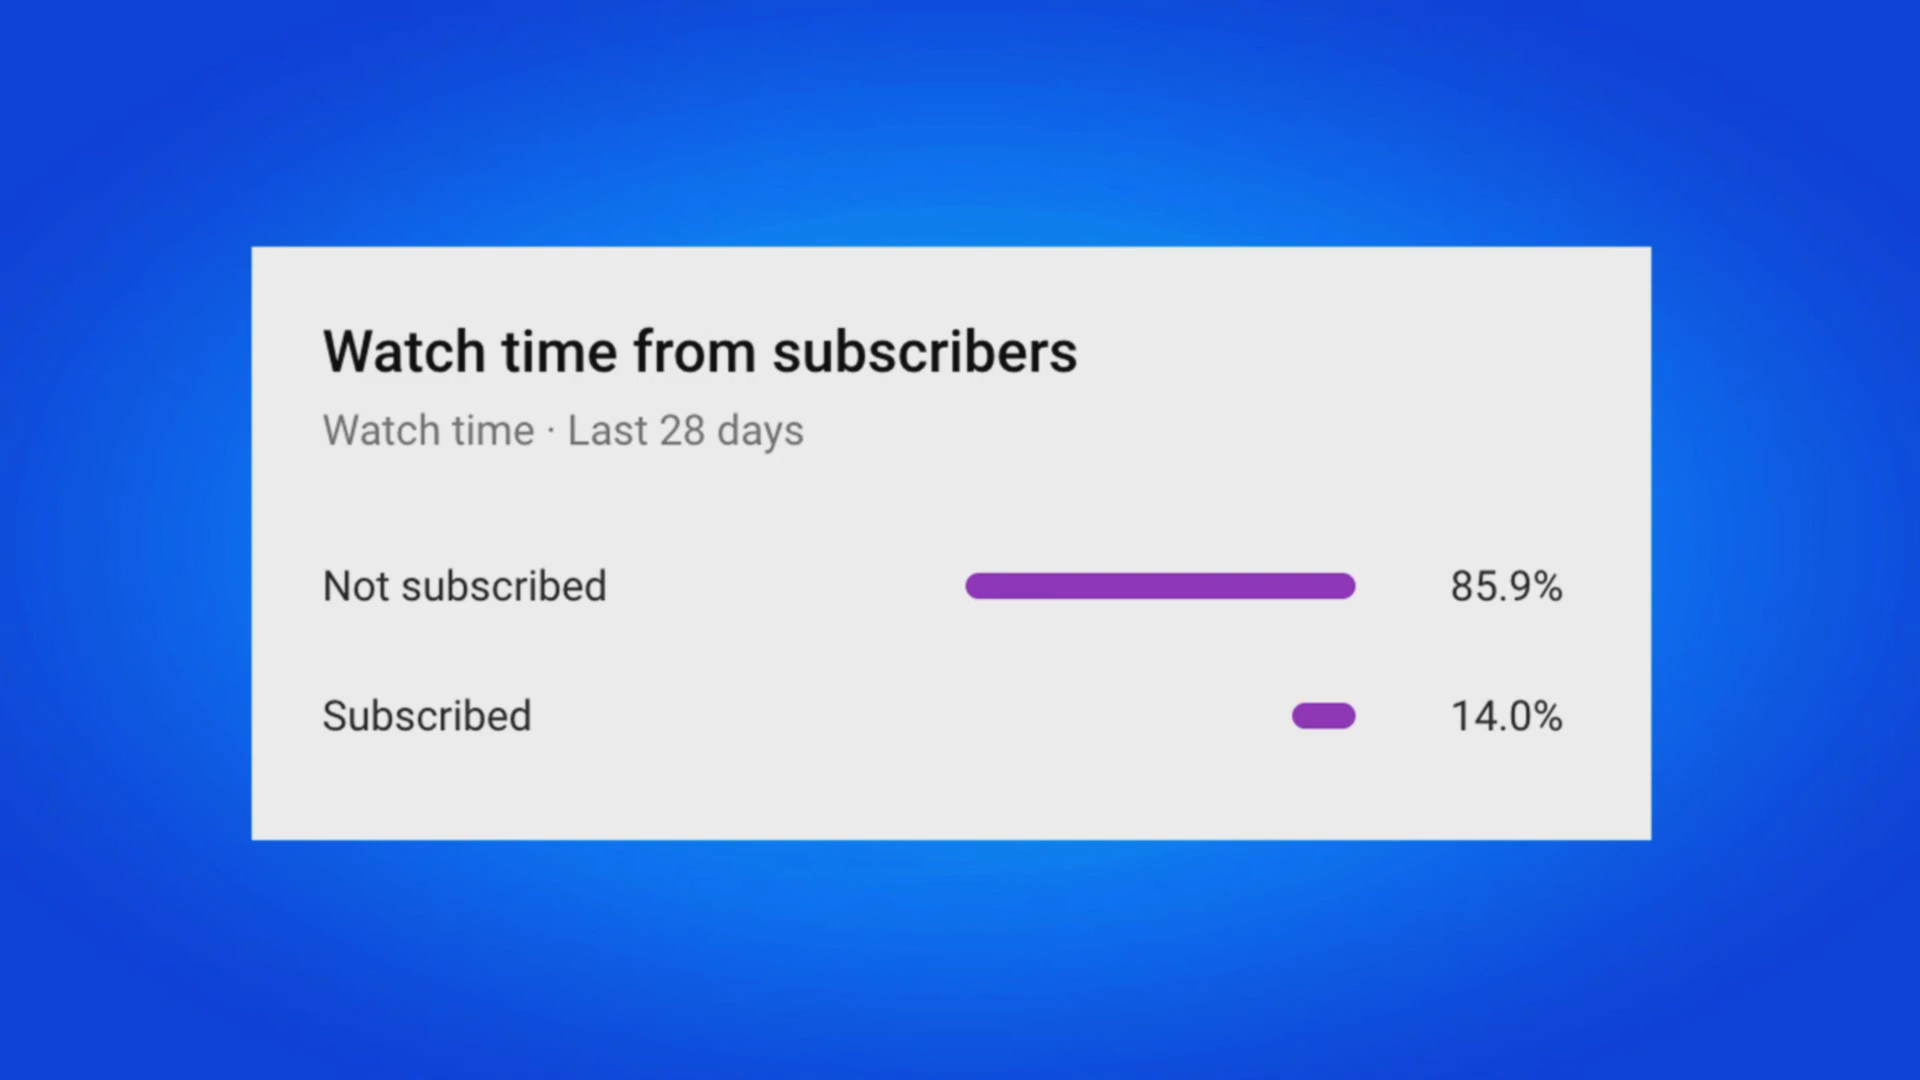 Watch time from subscribers
Watch time · Last 28 days
Not subscribed 85.9%
Subscribed 14.0%